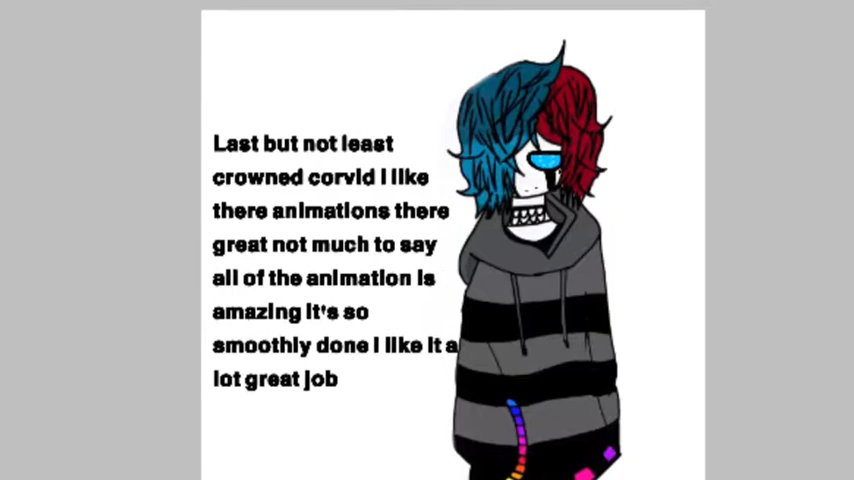 Last but not least
crowned corvid I like
there animations there
great not much to say
all of the animation is
amazing it's so
smoothly done I like it a
lot great job